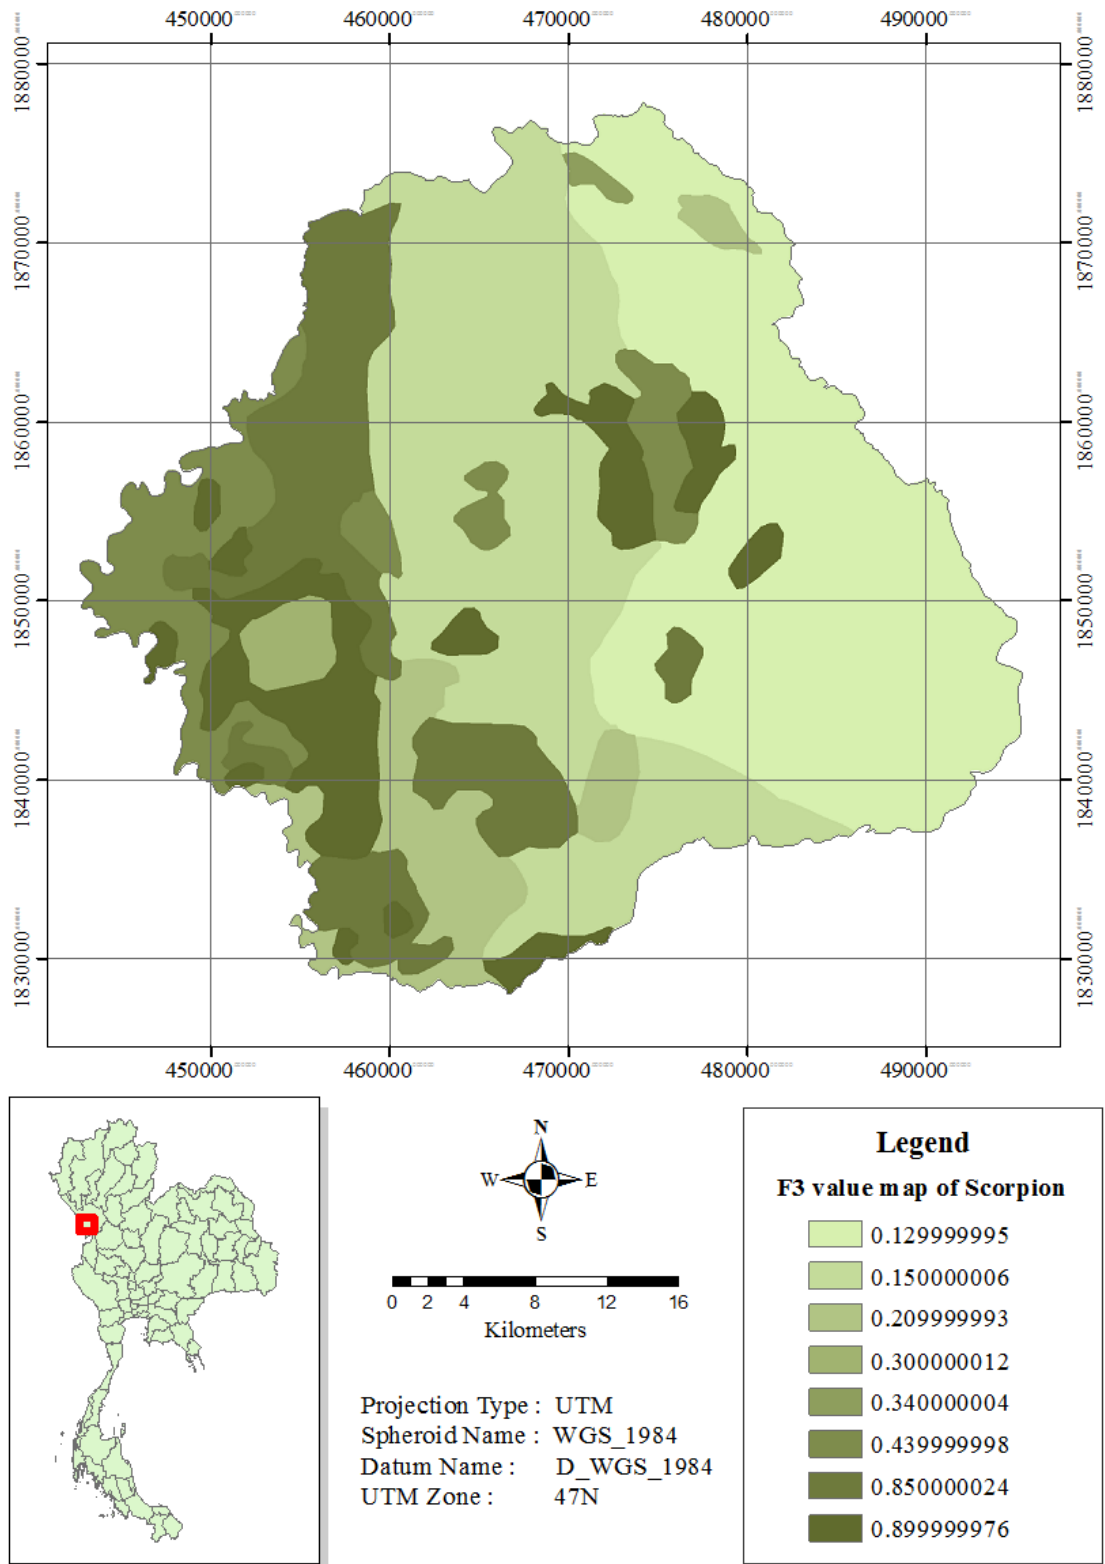 450000 460000 470000 480000 490000
1880000 1880000
1870000 1870000
1860000 1860000
1850000 1850000
1840000 1840000
1830000 1830000
450000 460000 470000 480000 490000
N
W E
S
0 2 4 8 12 16
Kilometers
Projection Type : UTM
Spheroid Name : WGS_1984
Datum Name : D_WGS_1984
UTM Zone : 47N
Legend
F3 value map of Scorpion
0.129999995
0.150000006
0.209999993
0.300000012
0.340000004
0.439999998
0.850000024
0.899999976